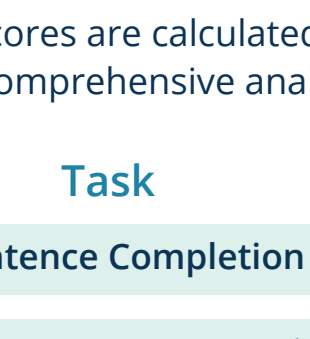 cores are calculated
omprehensive ana
Task
ntence Completion